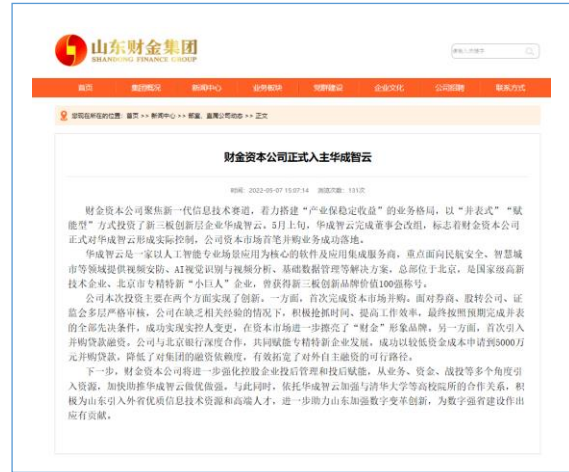 山东财金集团
SHANDONG FINANCE GROUP
请输入关键字
首页 集团概况 新闻中心 业务板块 党群建设 企业文化 公司招聘 联系方式
您现在所在的位置：首页 >> 新闻中心 >> 部室、直属公司动态 >> 正文
财金资本公司正式入主华成智云
时间：2022-05-07 15:07:14 浏览次数：131次
财金资本公司聚焦新一代信息技术赛道，着力搭建“产业保稳定收益”的业务格局，以“并表式”“赋
能型”方式投资了新三板创新层企业华成智云。5月上旬，华成智云完成董事会改组，标志着财金资本公司
正式对华成智云形成实际控制，公司资本市场首笔并购业务成功落地。
华成智云是一家以人工智能专业场景应用为核心的软件及应用集成服务商，重点面向民航安全、智慧城
市等领域提供视频安防、AI视觉识别与视频分析、基础数据管理等解决方案，总部位于北京，是国家级高新
技术企业、北京市专精特新“小巨人”企业，曾获得新三板创新品牌价值100强称号。
公司本次投资主要在两个方面实现了创新。一方面，首次完成资本市场并购。面对券商、股转公司、证
监会多层严格审核，公司在缺乏相关经验的情况下，积极抢抓时间、提高工作效率，最终按照预期完成并表
的全部先决条件，成功实现实控人变更，在资本市场进一步擦亮了“财金”形象品牌。另一方面，首次引入
并购贷款融资。公司与北京银行深度合作，共同赋能专精特新企业发展，成功以较低资金成本申请到5000万
元并购贷款，降低了对集团的融资依赖度，有效拓宽了对外自主融资的可行路径。
下一步，财金资本公司将进一步强化控股企业投后管理和投后赋能，从业务、资金、战投等多个角度引
入资源，加快助推华成智云做优做强。与此同时，依托华成智云加强与清华大学等高校院所的合作关系，积
极为山东引入外省优质信息技术资源和高端人才，进一步助力山东加强数字变革创新，为数字强省建设作出
应有贡献。